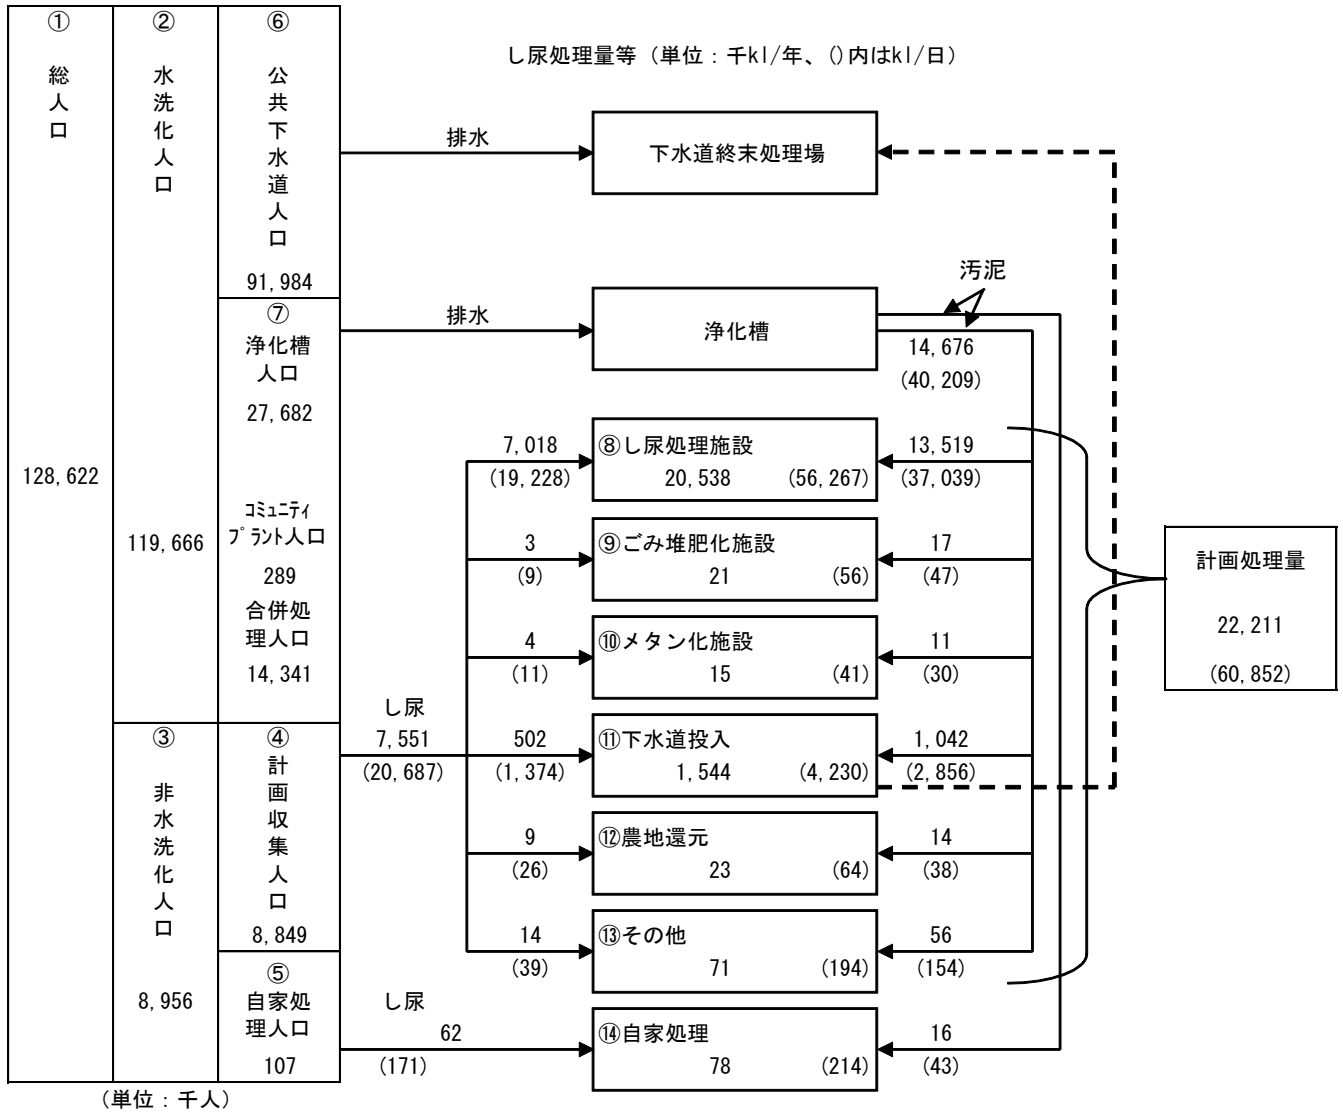 し尿処理量等（単位：千kl/年、()内はkl/日）
①
総人口
128,622
②
水洗化人口
119,666
⑥
公共下水道人口
91,984
⑦
浄化槽
人口
27,682
コミュニティ
プラント人口
289
合併処
理人口
14,341
③
非水洗化人口
8,956
④
計画収集人口
8,849
⑤
自家処
理人口
107
（単位：千人）
排水
下水道終末処理場
排水
浄化槽
汚泥
14,676
(40,209)
し尿
7,551
(20,687)
7,018
(19,228)
⑧し尿処理施設
20,538 (56,267)
13,519
(37,039)
3
(9)
⑨ごみ堆肥化施設
21 (56)
17
(47)
4
(11)
⑩メタン化施設
15 (41)
11
(30)
502
(1,374)
⑪下水道投入
1,544 (4,230)
1,042
(2,856)
9
(26)
⑫農地還元
23 (64)
14
(38)
14
(39)
⑬その他
71 (194)
56
(154)
し尿
62
(171)
⑭自家処理
78 (214)
16
(43)
計画処理量
22,211
(60,852)